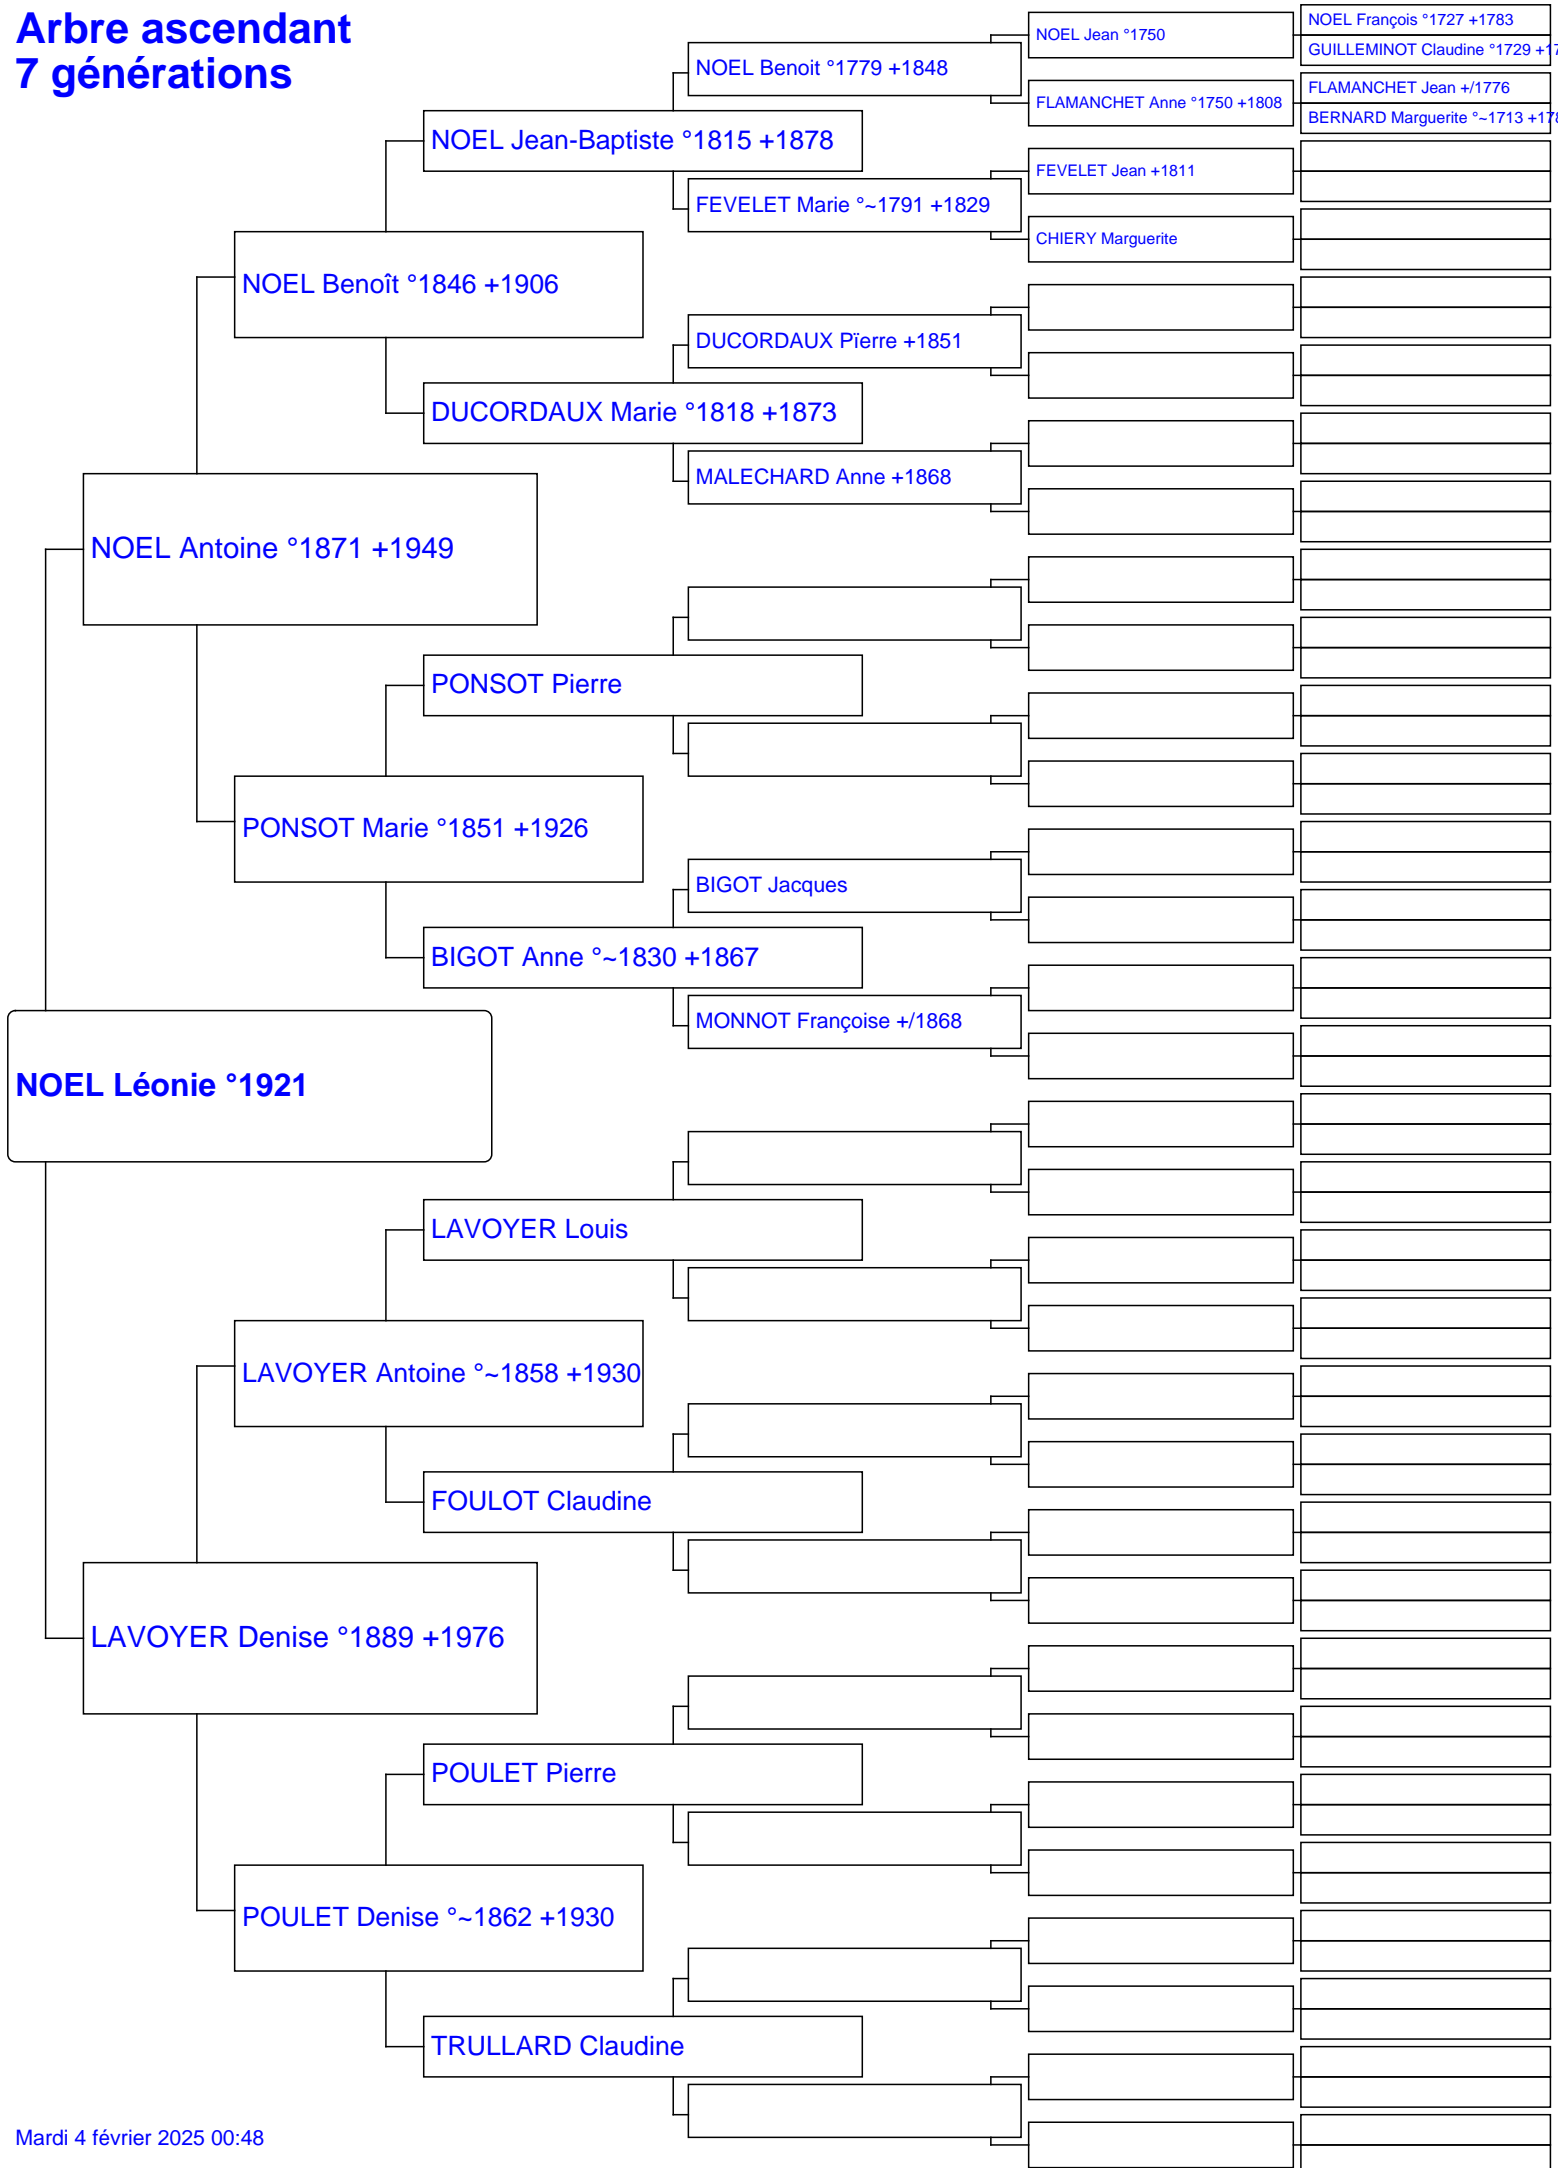 Arbre ascendant
7 générations
NOEL Léonie °1921
NOEL Antoine °1871 +1949
LAVOYER Denise °1889 +1976
NOEL Benoît °1846 +1906
PONSOT Marie °1851 +1926
LAVOYER Antoine °~1858 +1930
POULET Denise °~1862 +1930
NOEL Jean-Baptiste °1815 +1878
DUCORDAUX Marie °1818 +1873
PONSOT Pierre
BIGOT Anne °~1830 +1867
LAVOYER Louis
FOULOT Claudine
POULET Pierre
TRULLARD Claudine
NOEL Benoit °1779 +1848
FEVELET Marie °~1791 +1829
DUCORDAUX Pïerre +1851
MALECHARD Anne +1868
BIGOT Jacques
MONNOT Françoise +/1868
NOEL Jean °1750
FLAMANCHET Anne °1750 +1808
FEVELET Jean +1811
CHIERY Marguerite
NOEL François °1727 +1783
GUILLEMINOT Claudine °1729
FLAMANCHET Jean +/1776
BERNARD Marguerite °~1713
Mardi 4 février 2025 00:48